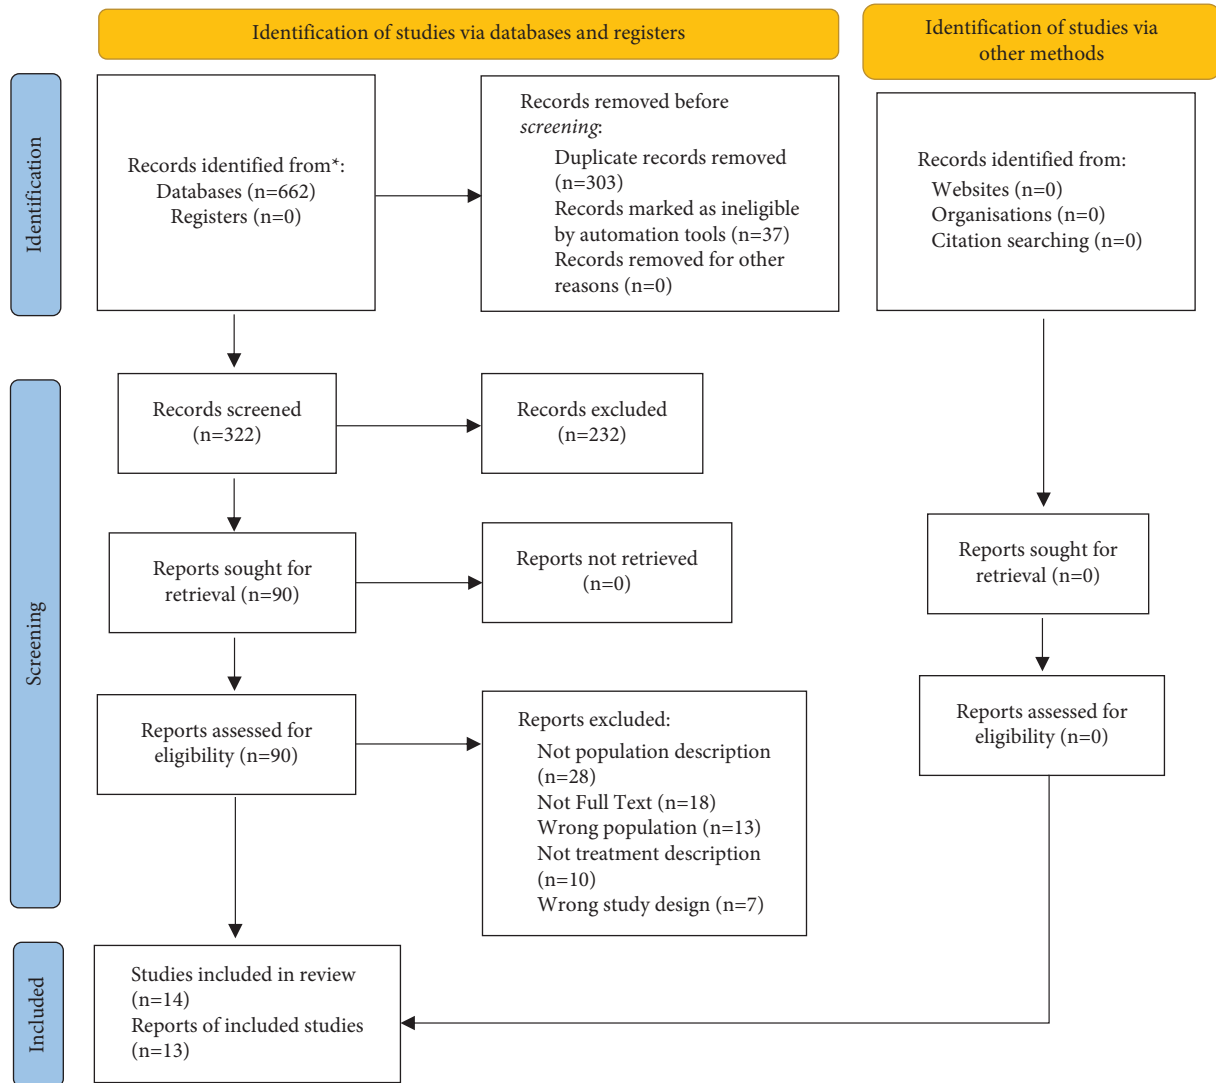 Identification of studies via databases and registers
Identification of studies via
other methods
Identification
Records identified from*:
Databases (n=662)
Registers (n=0)
Records removed before
screening:
Duplicate records removed
(n=303)
Records marked as ineligible
by automation tools (n=37)
Records removed for other
reasons (n=0)
Records identified from:
Websites (n=0)
Organisations (n=0)
Citation searching (n=0)
Screening
Records screened
(n=322)
Records excluded
(n=232)
Reports sought for
retrieval (n=90)
Reports not retrieved
(n=0)
Reports sought for
retrieval (n=0)
Reports assessed for
eligibility (n=90)
Reports excluded:
Not population description
(n=28)
Not Full Text (n=18)
Wrong population (n=13)
Not treatment description
(n=10)
Wrong study design (n=7)
Reports assessed for
eligibility (n=0)
Included
Studies included in review
(n=14)
Reports of included studies
(n=13)